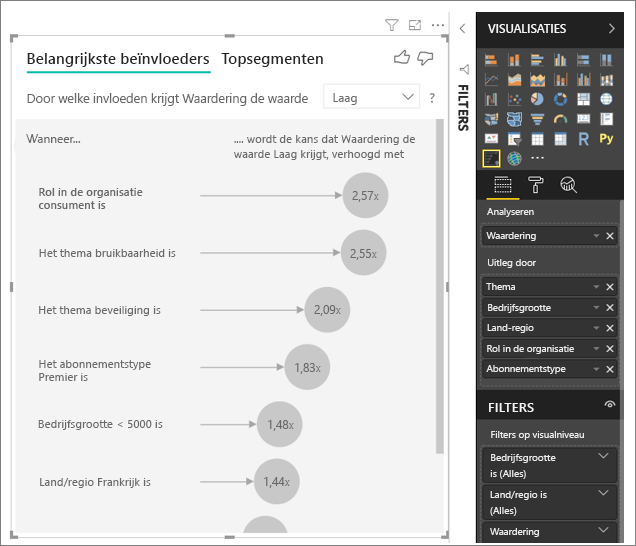 Belangrijkste beïnvloeders Topsegmenten
Door welke invloeden krijgt Waardering de waarde Laag ?
Wanneer...
.... wordt de kans dat Waardering de
waarde Laag krijgt, verhoogd met
Rol in de organisatie
consument is
2,57x
Het thema bruikbaarheid is
2,55x
Het thema beveiliging is
2,09x
Het abonnementstype
Premier is
1,83x
Bedrijfsgrootte < 5000 is
1,48x
Land/regio Frankrijk is
1,44x
FILTERS
VISUALISATIES
R Py
Analyseren
Waardering
Uitleg door
Thema
Bedrijfsgrootte
Land-regio
Rol in de organisatie
Abonnementstype
FILTERS
Filters op visualniveau
Bedrijfsgrootte
is (Alles)
Land/regio is
(Alles)
Waardering